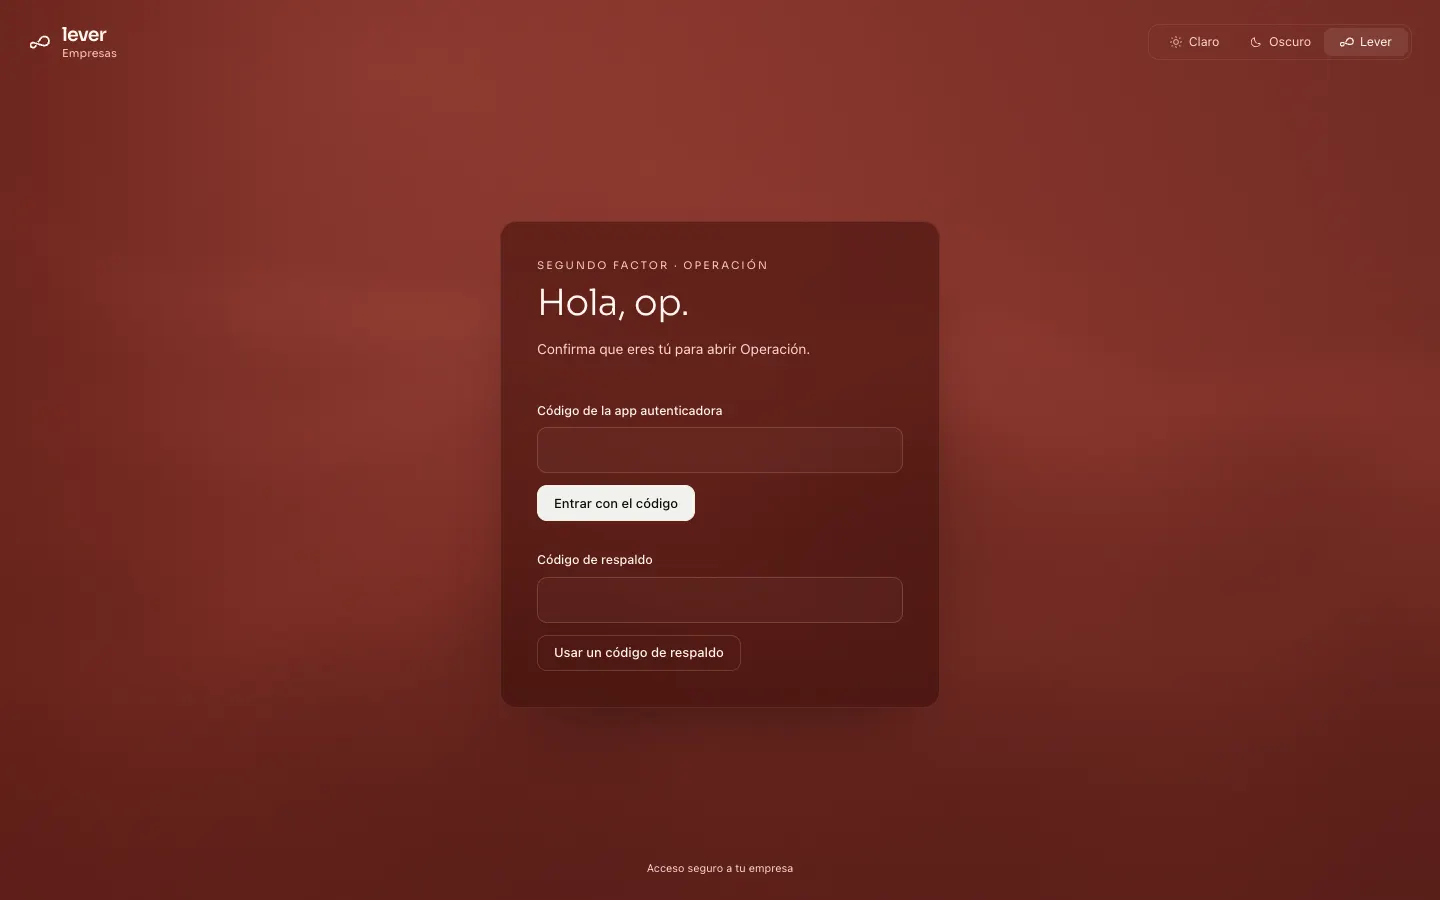 lever
Empresas
Claro
Oscuro
Lever
SEGUNDO FACTOR · OPERACIÓN
Hola, op.
Confirma que eres tú para abrir Operación.
Código de la app autenticadora
Entrar con el código
Código de respaldo
Usar un código de respaldo
Acceso seguro a tu empresa